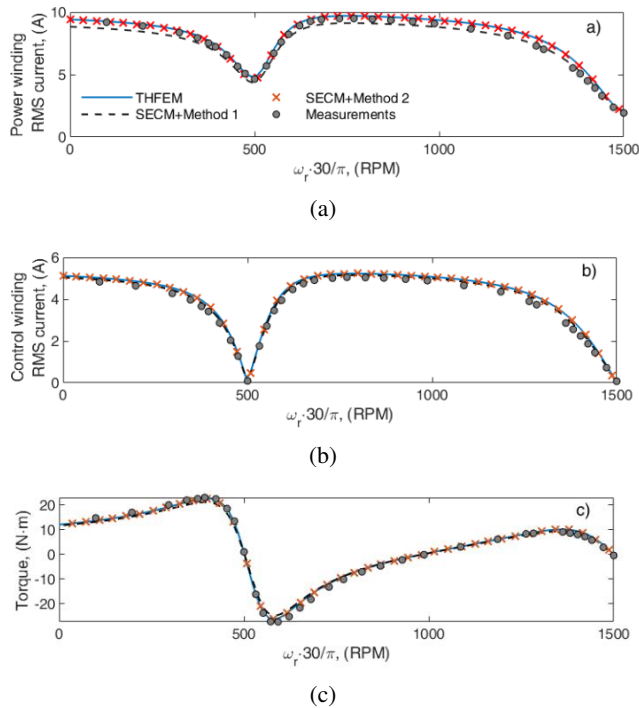 10
5
0
Power winding
RMS current, (A)
a)
THFEM
SECM+Method 1
SECM+Method 2
Measurements
0 500 1000 1500
ω_r·30/π, (RPM)
(a)
6
4
2
0
Control winding
RMS current, (A)
b)
0 500 1000 1500
ω_r·30/π, (RPM)
(b)
20
10
0
-10
-20
Torque, (N·m)
c)
0 500 1000 1500
ω_r·30/π, (RPM)
(c)